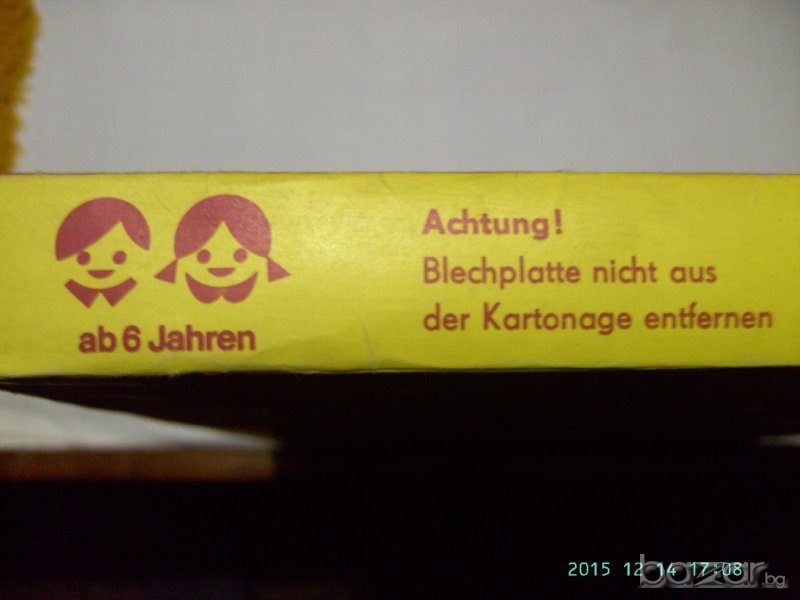 Achtung!
Blechplatte nicht aus
der Kartonage entfernen
ab 6 Jahren
2015 12 14 17:08
bazar.bg